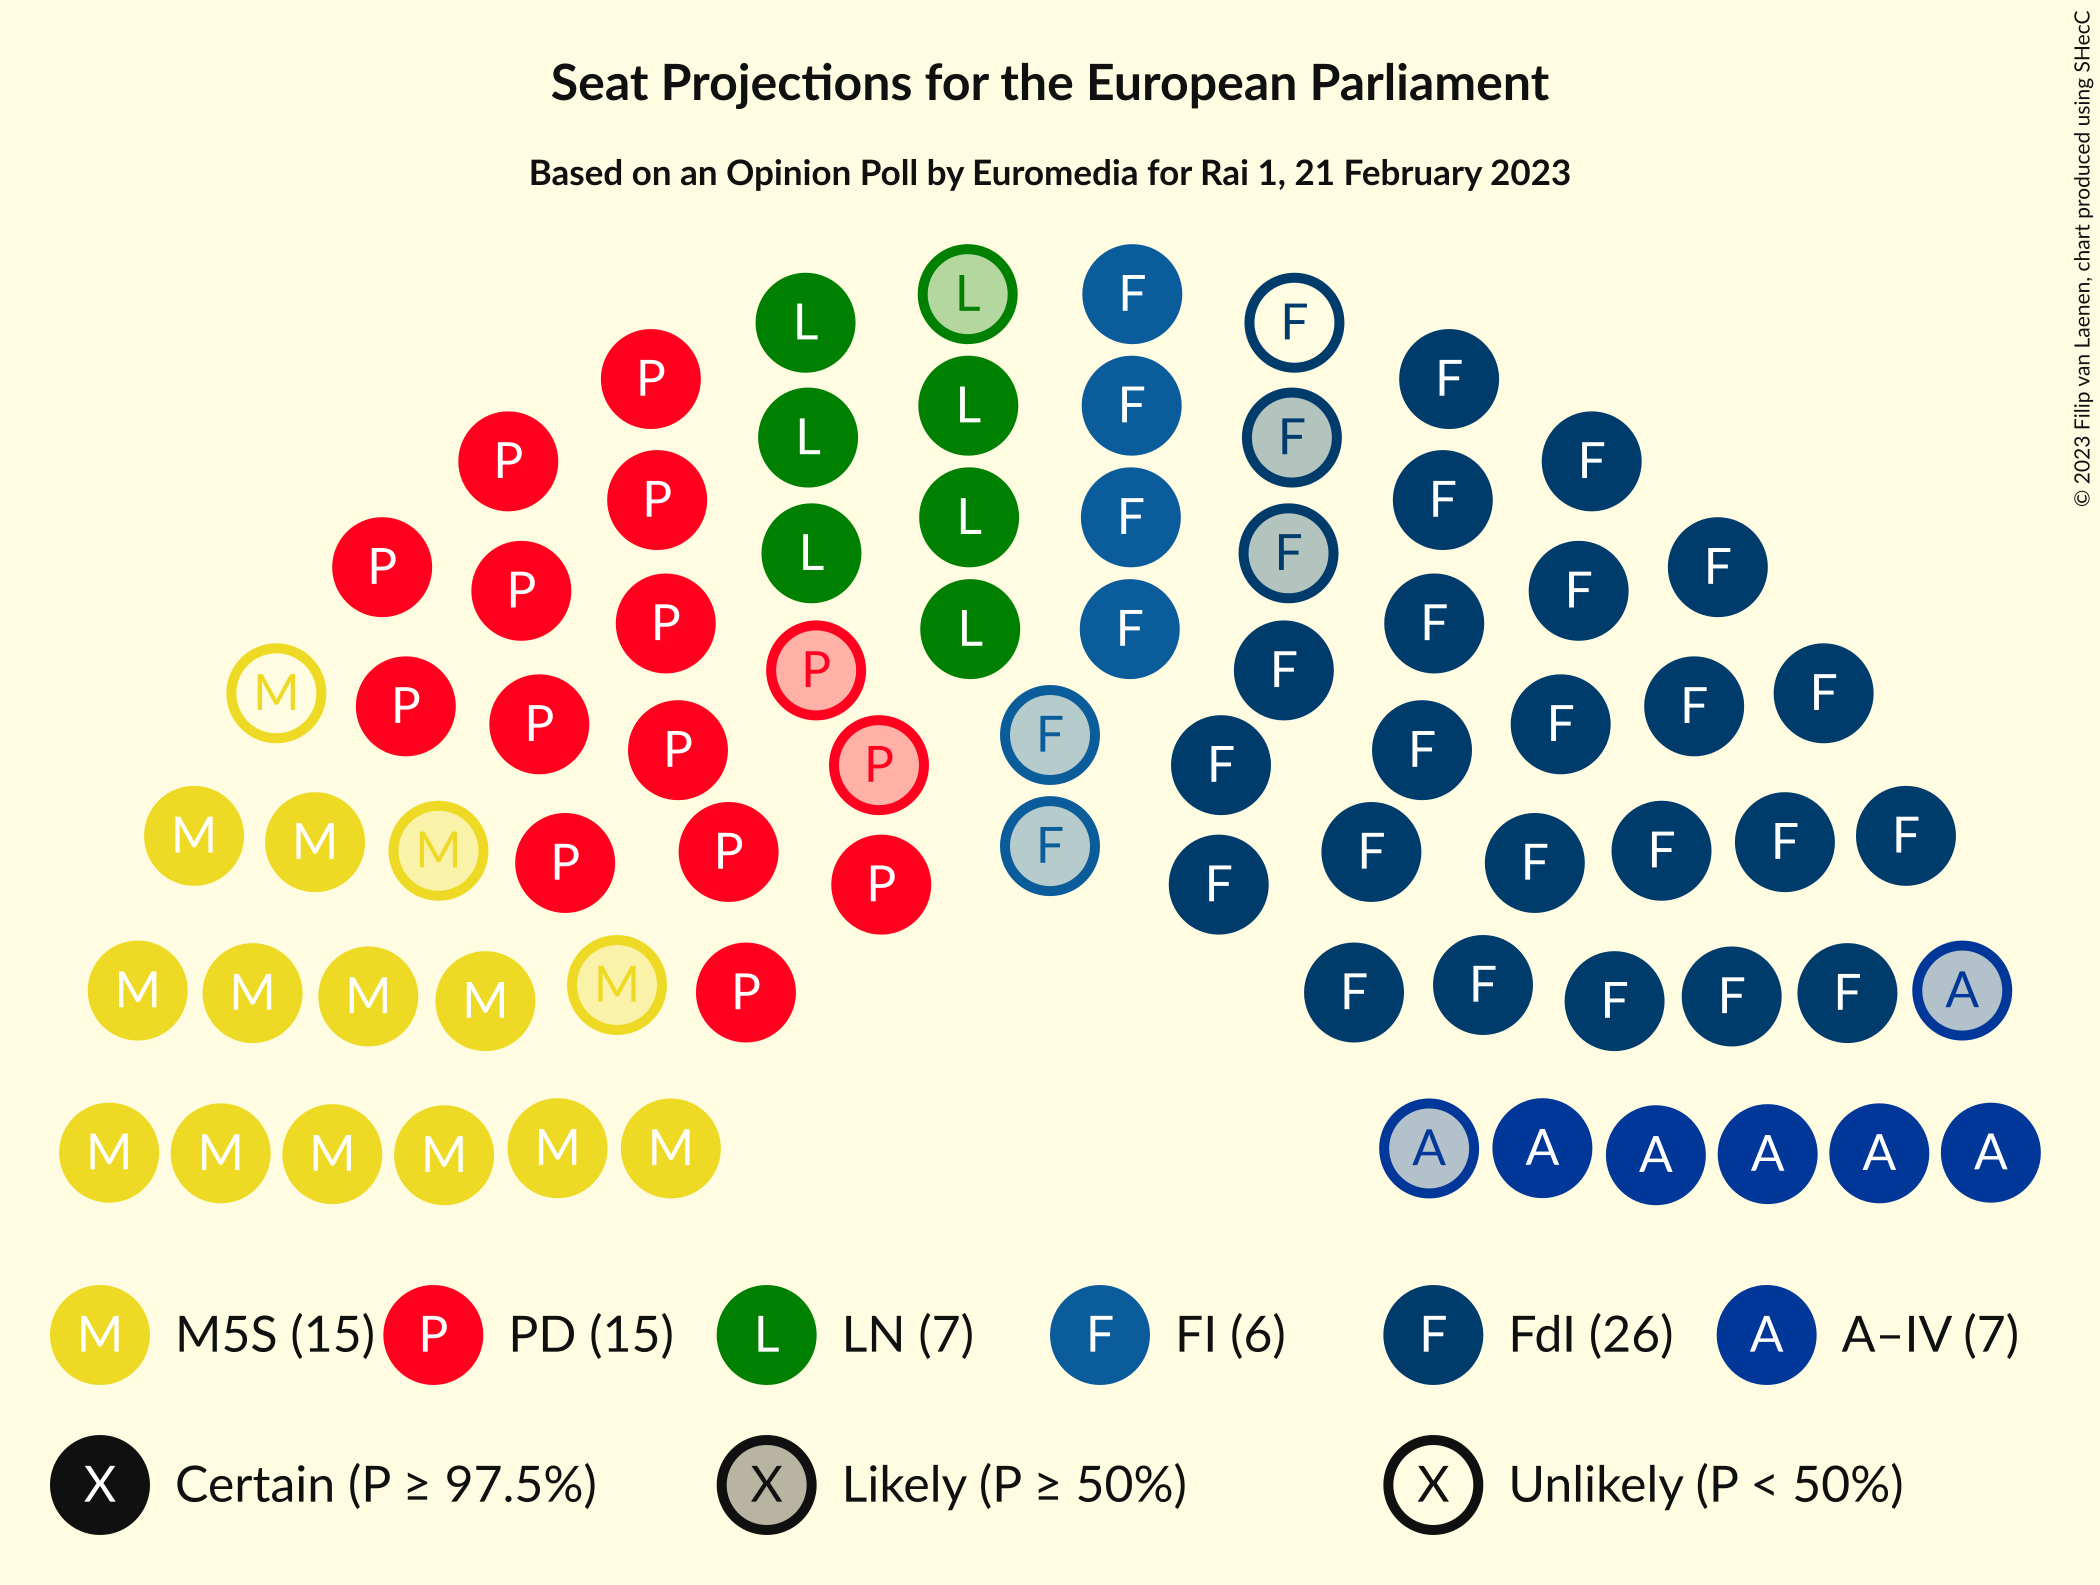 Seat Projections for the European Parliament
Based on an Opinion Poll by Euromedia for Rai 1, 21 February 2023
© 2023 Filip van Laenen, chart produced using SHecC
L F
L F
P F
L F
L F
P F
P F
P F
L F
L F
P F
P F
P F
P F
L F
M F
P F
P F
P F
P F
P F
F
M F
M F
M F
P F
P F
F
P F
M A
M F
M F
M F
M F
P F
M M M M M M A A A A A A
M M5S (15) P PD (15) L LN (7) F FI (6) F FdI (26) A A–IV (7)
X Certain (P ≥ 97.5%) X Likely (P ≥ 50%) X Unlikely (P < 50%)